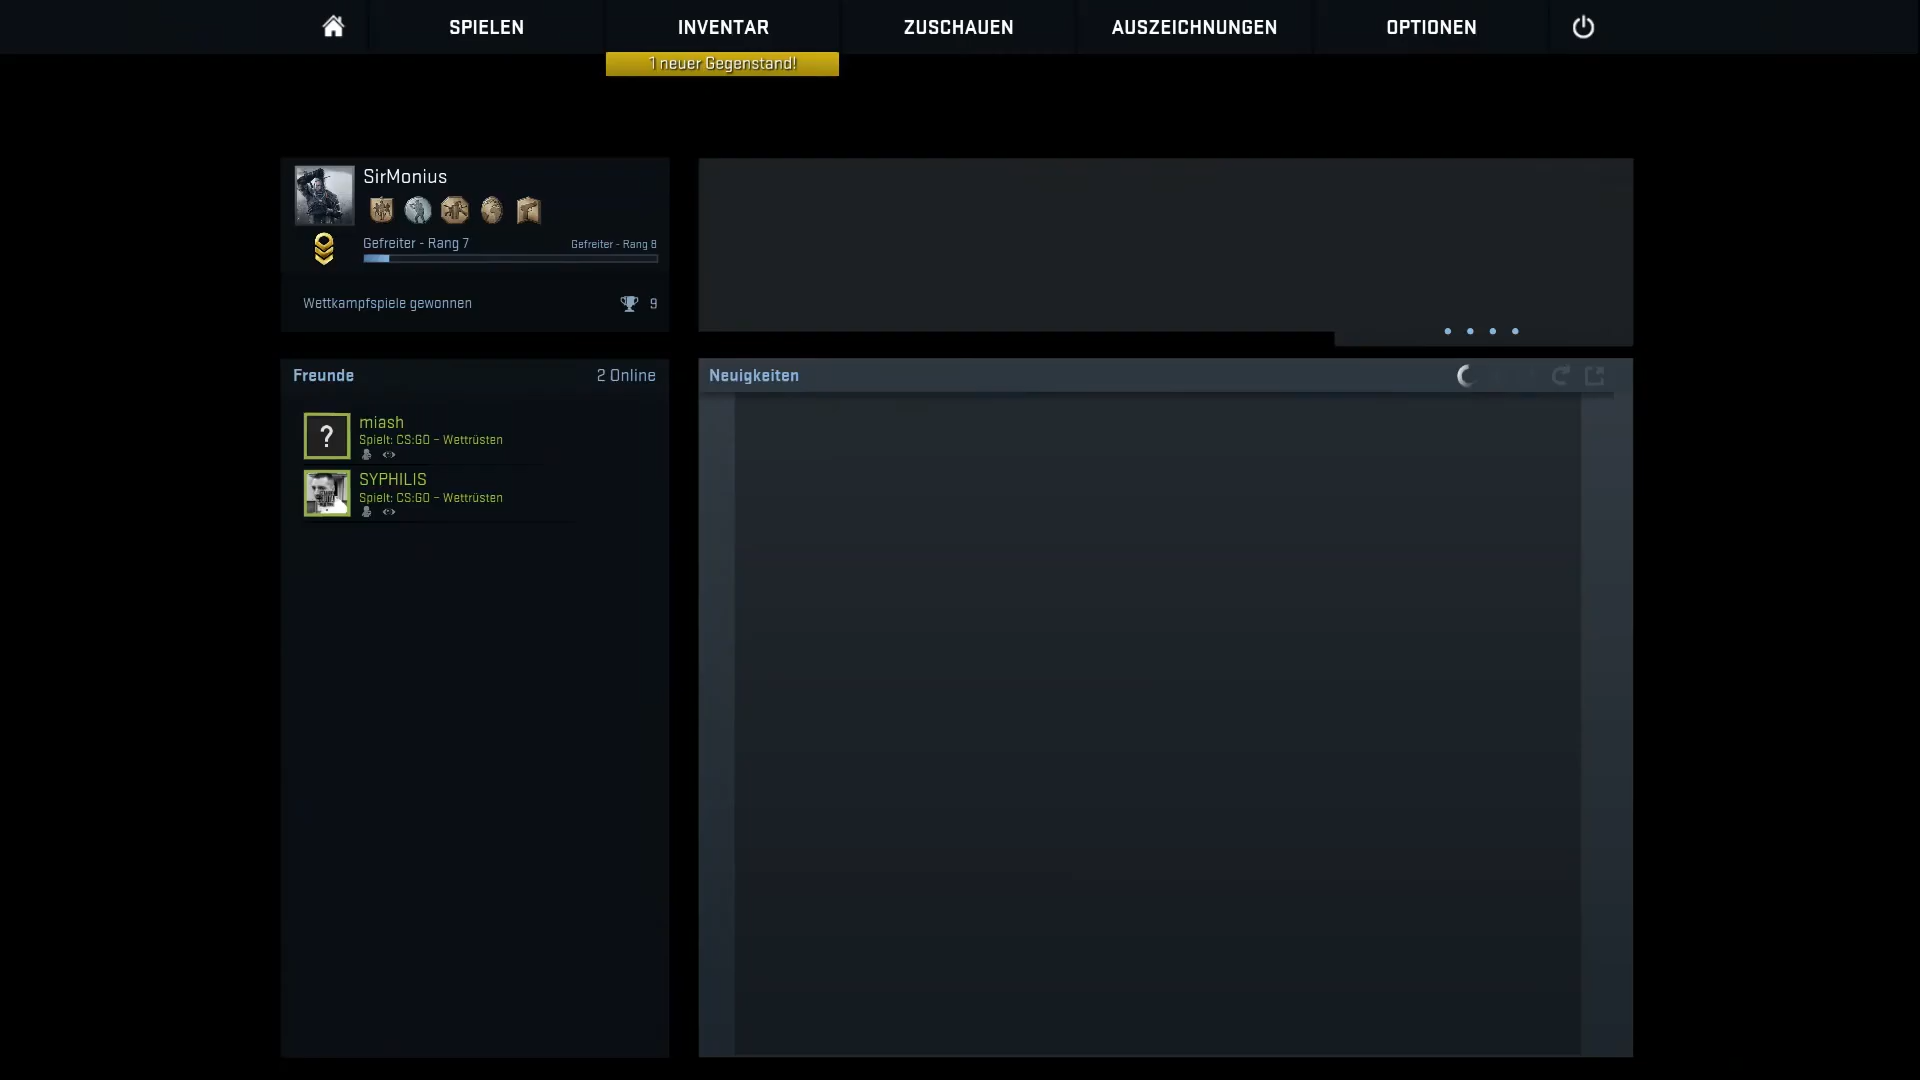 SPIELEN
INVENTAR
ZUSCHAUEN
AUSZEICHNUNGEN
OPTIONEN
1 neuer Gegenstand!
SirMonius
Gefreiter - Rang 7
Gefreiter - Rang 8
Wettkampfspiele gewonnen
9
Freunde
2 Online
miash
Spielt: CS:GO – Wettrüsten
SYPHILIS
Spielt: CS:GO – Wettrüsten
Neuigkeiten